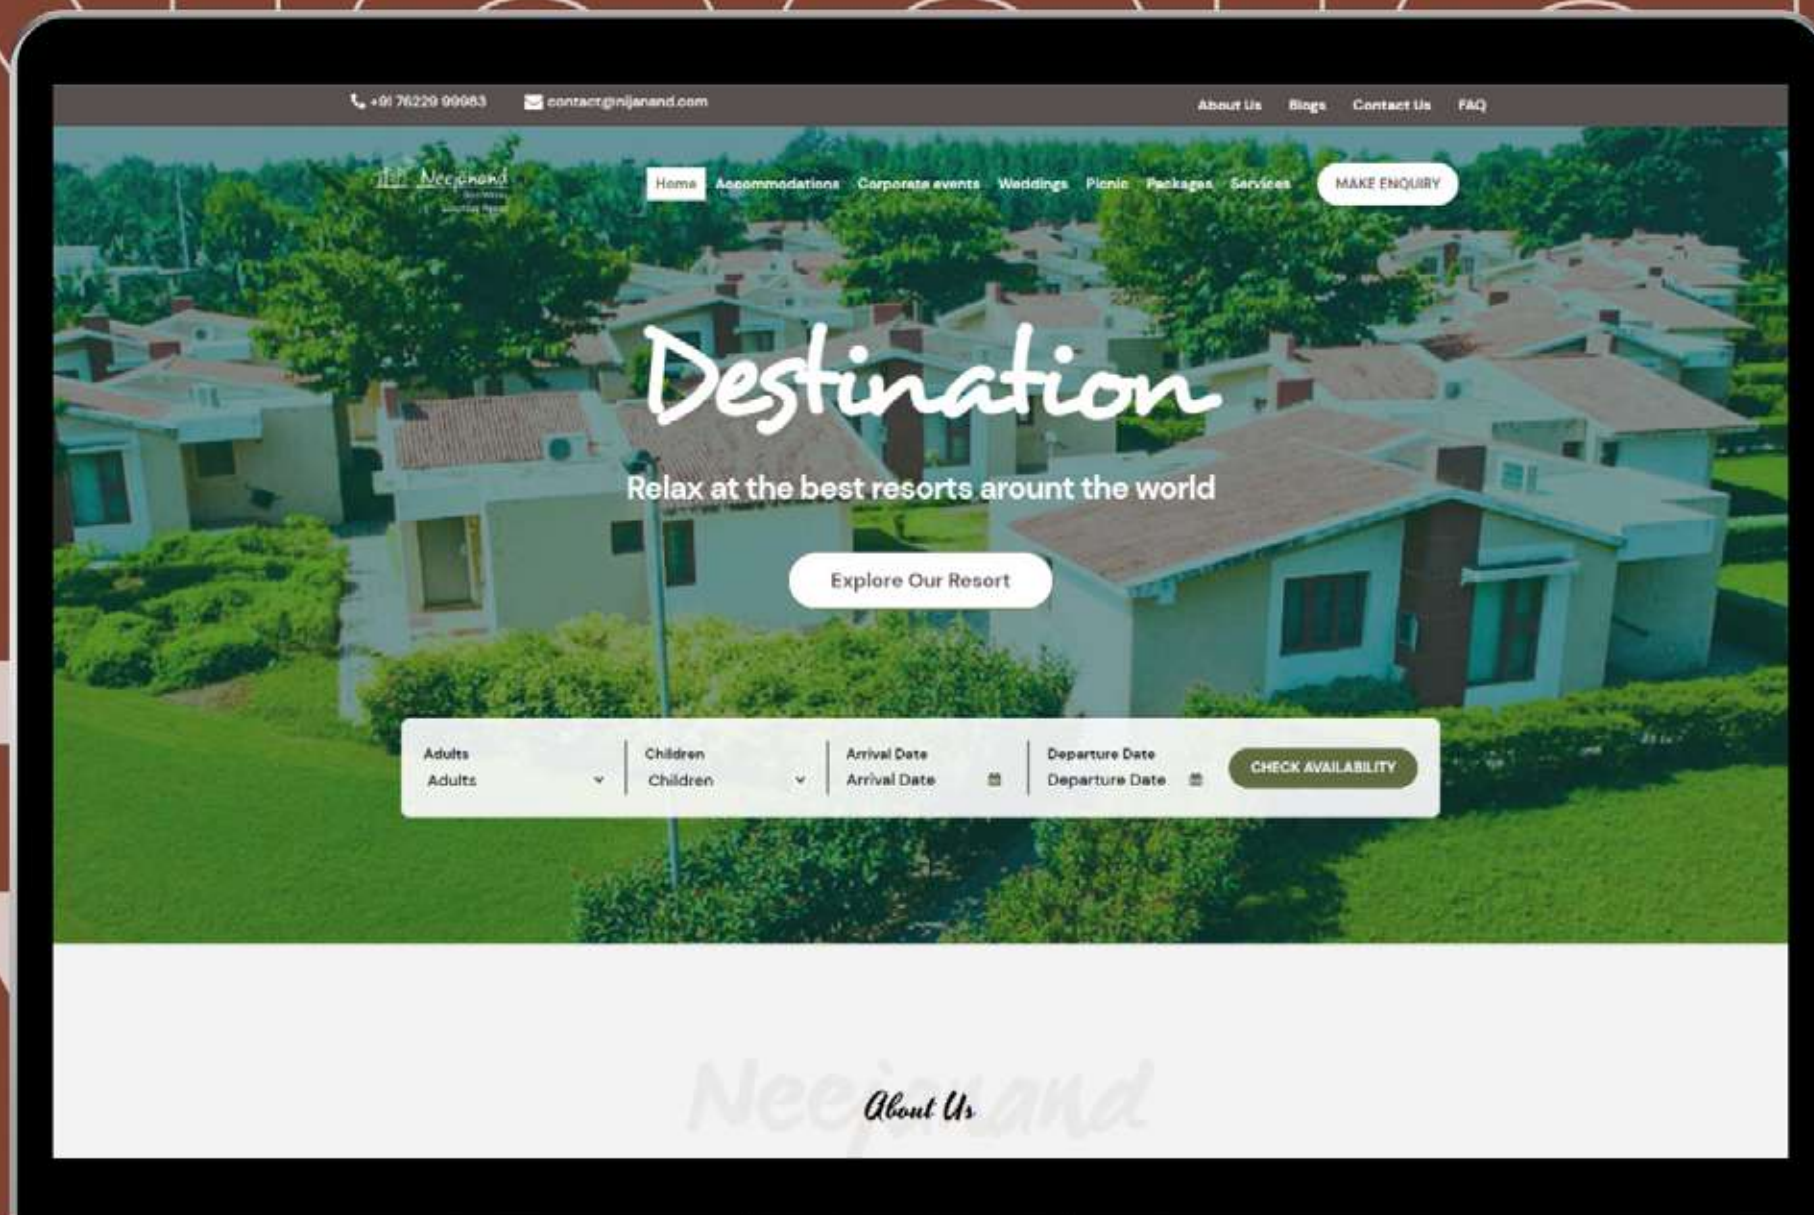 +91 76229 99983 contact@nijanand.com About Us Blogs Contact Us FAQ
Neejanand
Home Accommodations Corporate events Weddings Picnic Packages Services MAKE ENQUIRY
Destination
Relax at the best resorts arount the world
Explore Our Resort
Adults Children Arrival Date Departure Date
Adults Children Arrival Date Departure Date CHECK AVAILABILITY
Neejanand
About Us